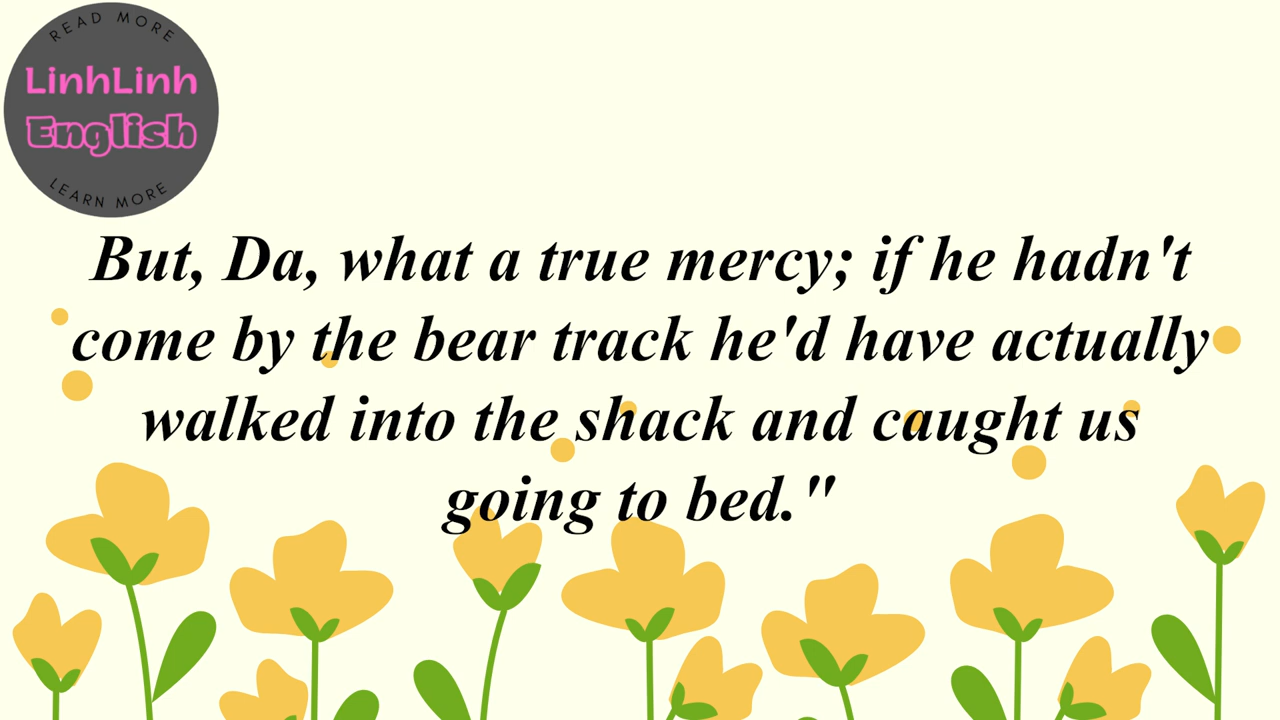 READ MORE
LinhLinh
English
LEARN MORE
But, Da, what a true mercy; if he hadn't
come by the bear track he'd have actually
walked into the shack and caught us
going to bed."